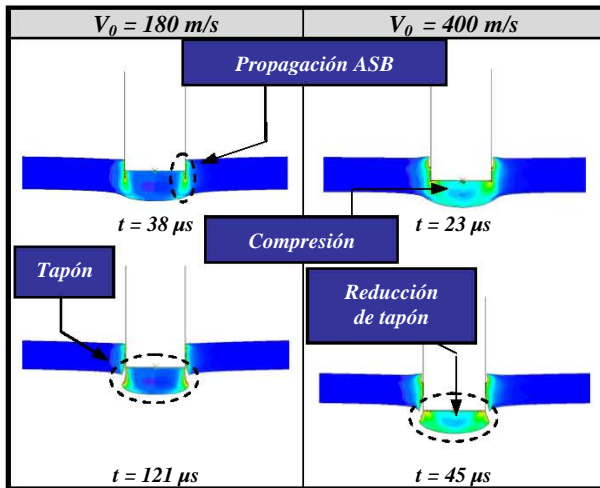 V₀ = 180 m/s
V₀ = 400 m/s
Propagación ASB
t = 38 μs
t = 23 μs
Compresión
Tapón
Reducción
de tapón
t = 121 μs
t = 45 μs